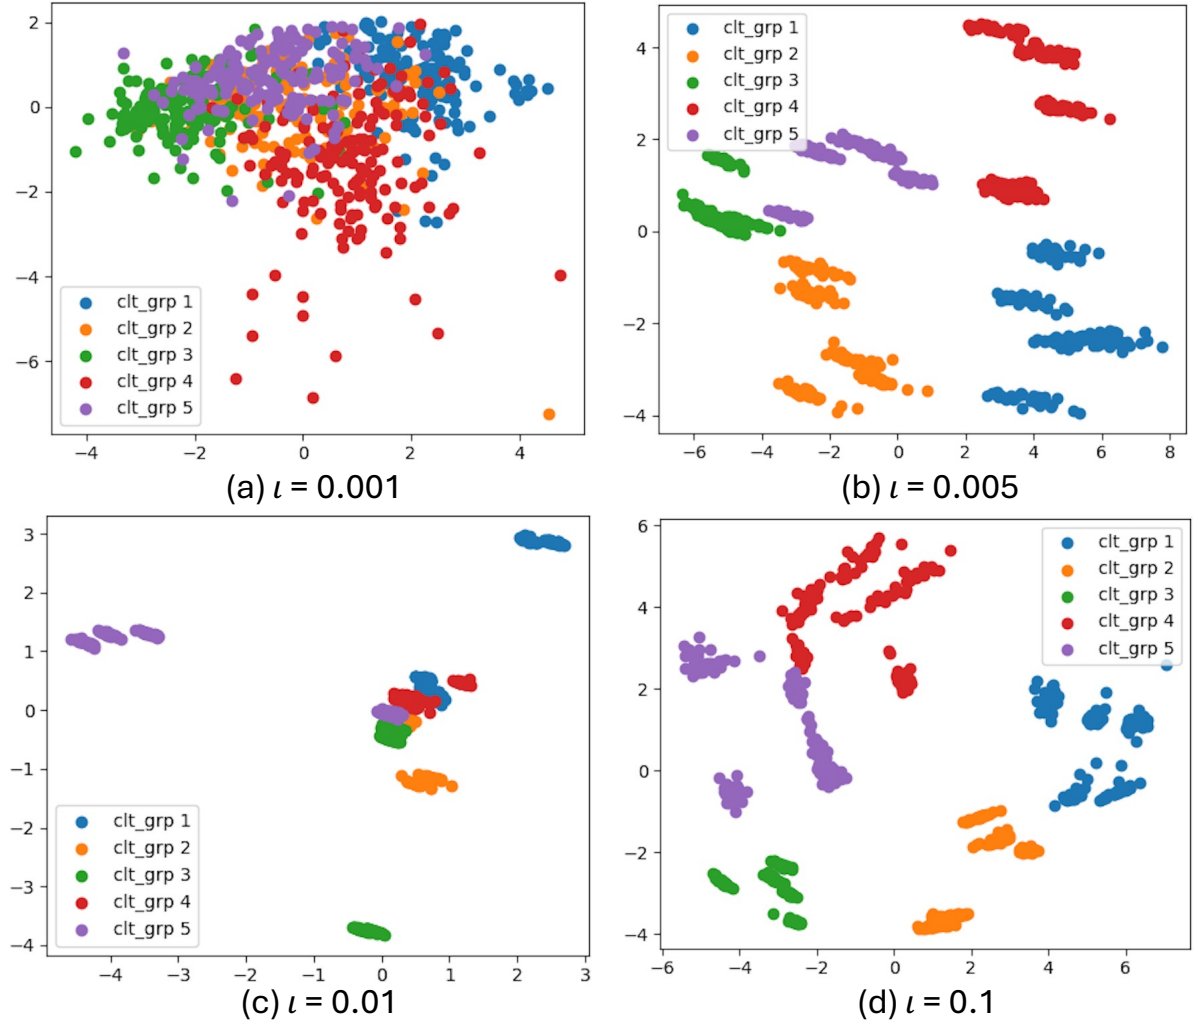 2
0
−2
−4
−6
clt_grp 1
clt_grp 2
clt_grp 3
clt_grp 4
clt_grp 5
−4
−2
0
2
4
(a) ι = 0.001
4
2
0
−2
−4
clt_grp 1
clt_grp 2
clt_grp 3
clt_grp 4
clt_grp 5
−6
−4
−2
0
2
4
6
8
(b) ι = 0.005
3
2
1
0
−1
−2
−3
−4
clt_grp 1
clt_grp 2
clt_grp 3
clt_grp 4
clt_grp 5
−4
−3
−2
−1
0
1
2
3
(c) ι = 0.01
6
4
2
0
−2
−4
clt_grp 1
clt_grp 2
clt_grp 3
clt_grp 4
clt_grp 5
−6
−4
−2
0
2
4
6
(d) ι = 0.1